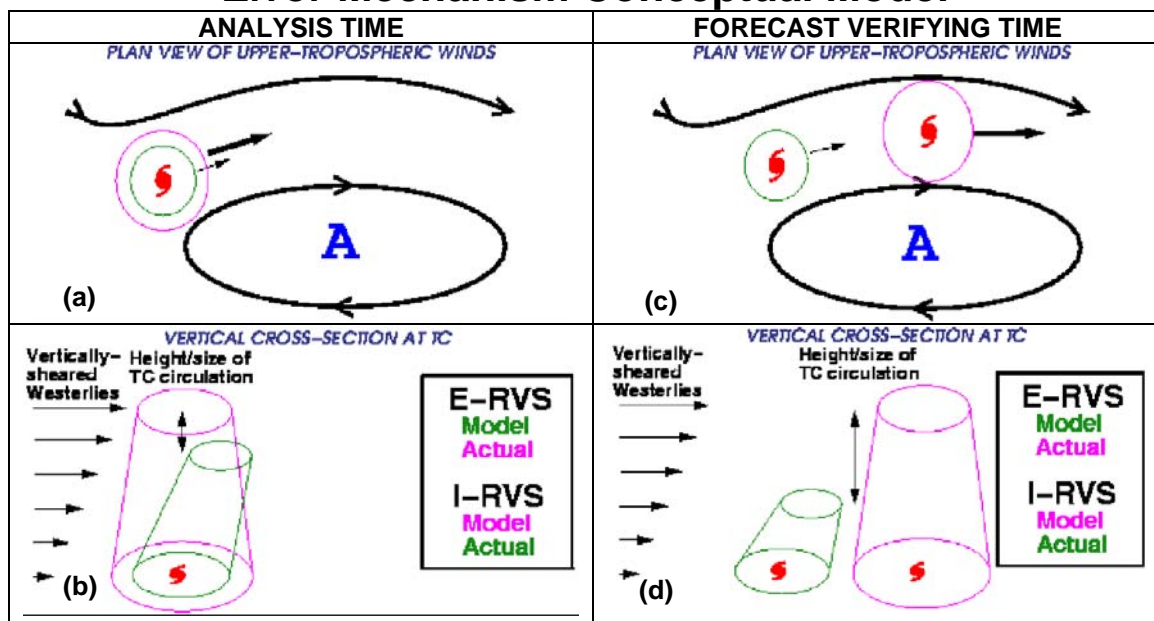 Error Mechanism Conceptual Model
ANALYSIS TIME
PLAN VIEW OF UPPER-TROPOSPHERIC WINDS
A
(a)
FORECAST VERIFYING TIME
PLAN VIEW OF UPPER-TROPOSPHERIC WINDS
A
(c)
VERTICAL CROSS-SECTION AT TC
Vertically-
sheared
Westerlies
Height/size of
TC circulation
E-RVS
Model
Actual
I-RVS
Model
Actual
(b)
VERTICAL CROSS-SECTION AT TC
Vertically-
sheared
Westerlies
Height/size of
TC circulation
E-RVS
Model
Actual
I-RVS
Model
Actual
(d)